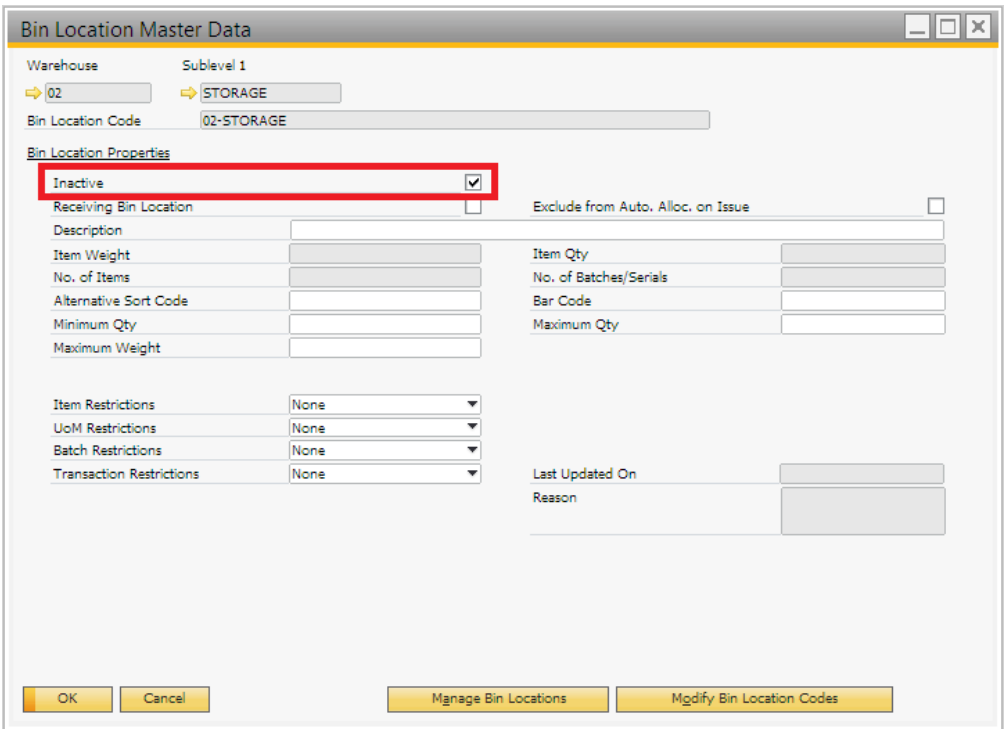 Bin Location Master Data
Warehouse Sublevel 1
02 STORAGE
Bin Location Code 02-STORAGE
Bin Location Properties
Inactive
Receiving Bin Location Exclude from Auto. Alloc. on Issue
Description
Item Weight Item Qty
No. of Items No. of Batches/Serials
Alternative Sort Code Bar Code
Minimum Qty Maximum Qty
Maximum Weight
Item Restrictions None
UoM Restrictions None
Batch Restrictions None
Transaction Restrictions None Last Updated On
Reason
OK Cancel Manage Bin Locations Modify Bin Location Codes